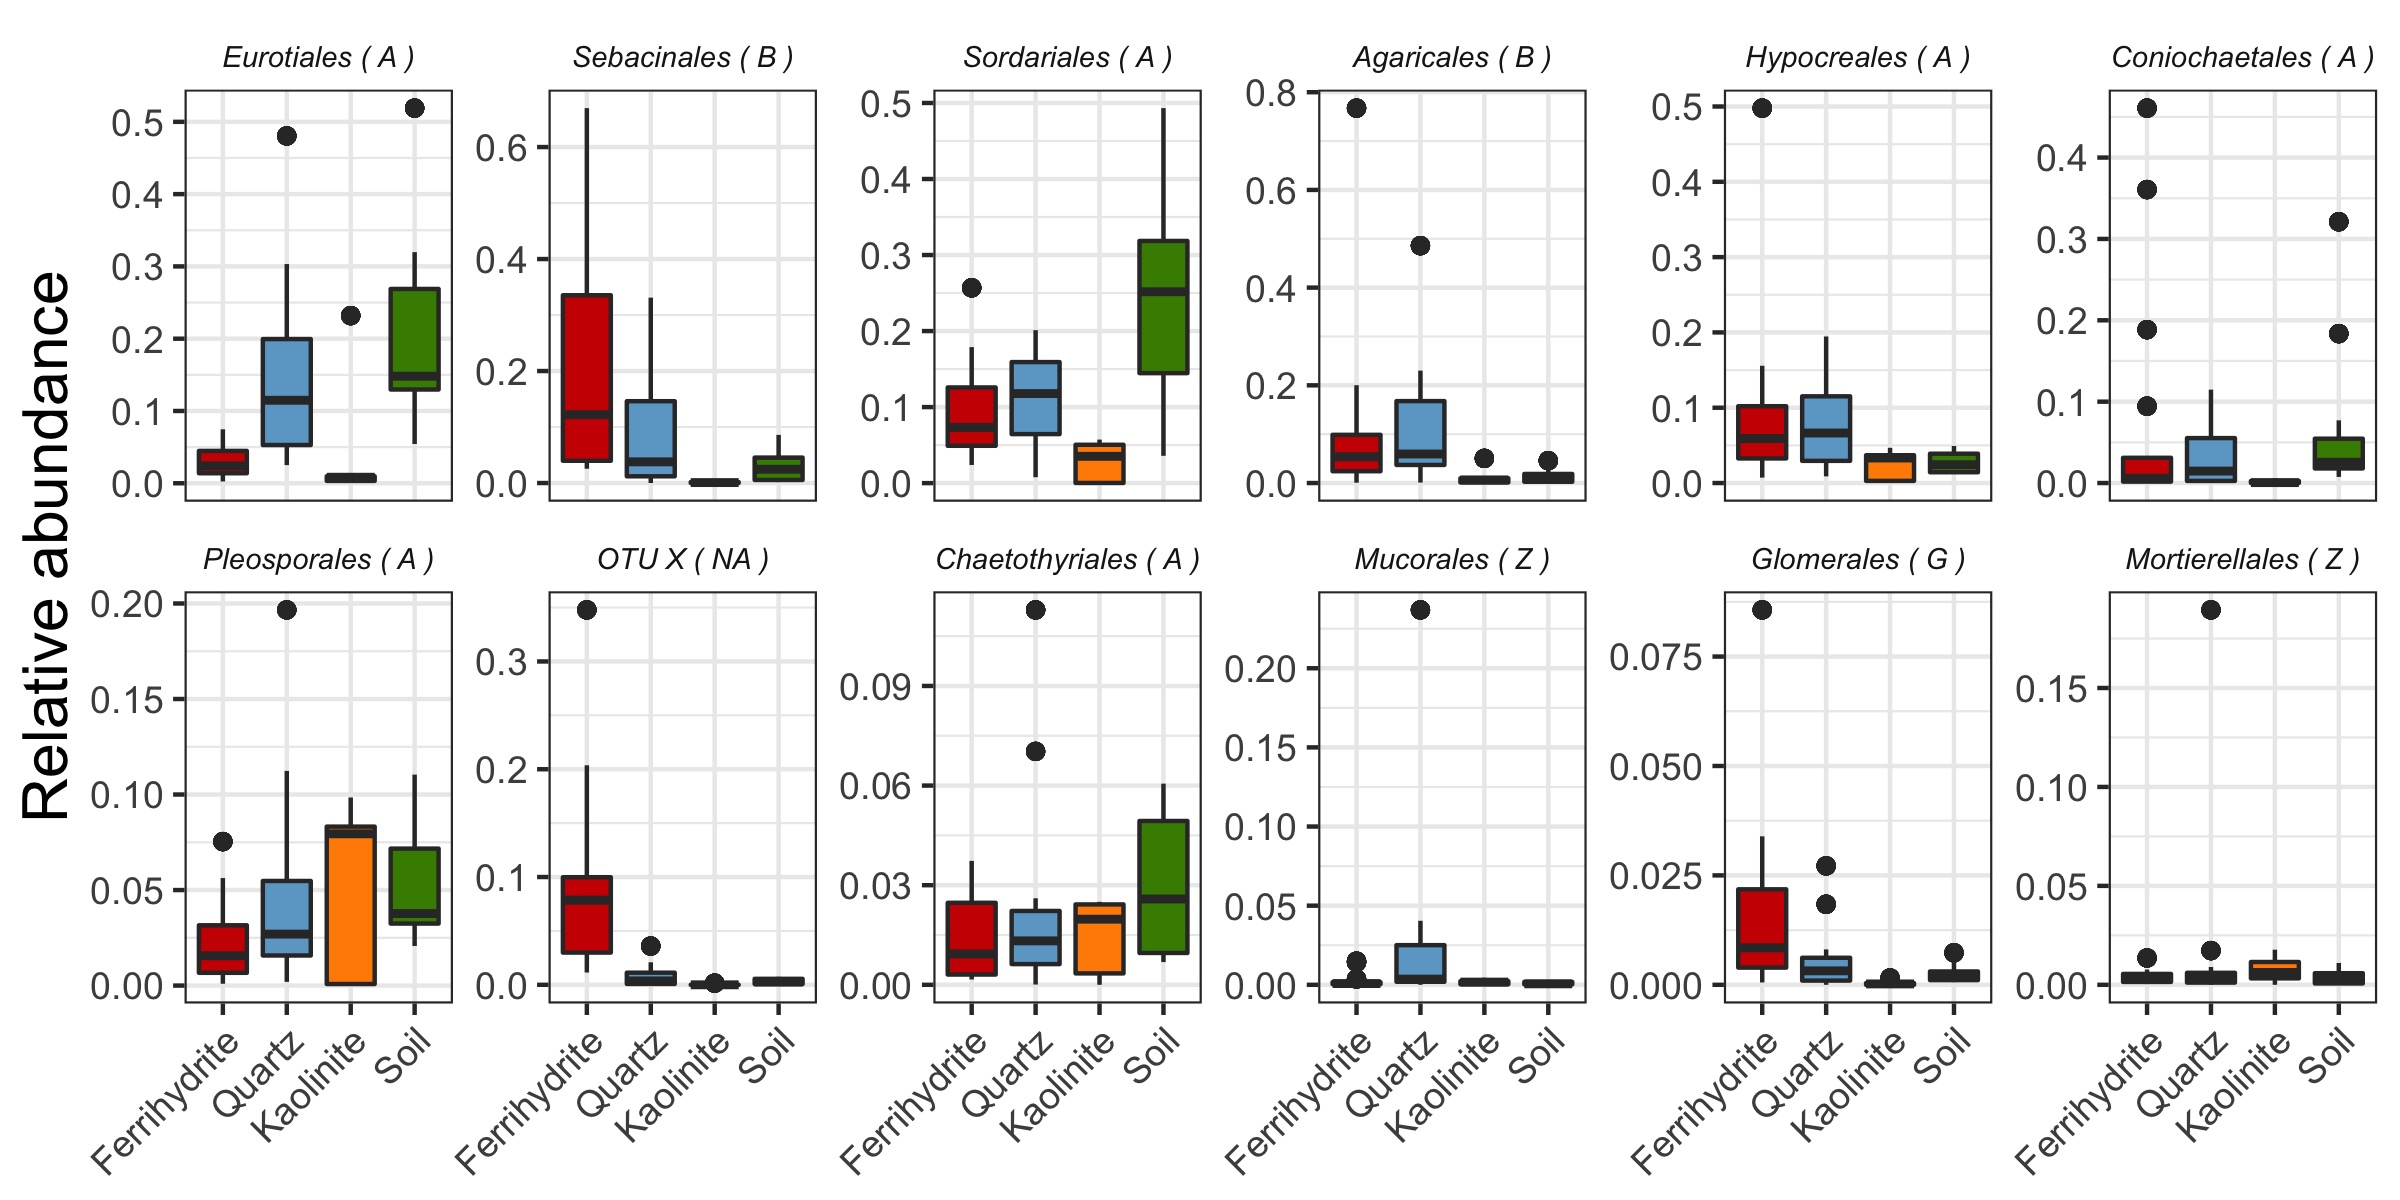 Relative abundance
Eurotiales ( A )
0.5
0.4
0.3
0.2
0.1
0.0
Sebacinales ( B )
0.6
0.4
0.2
0.0
Sordariales ( A )
0.5
0.4
0.3
0.2
0.1
0.0
Agaricales ( B )
0.8
0.6
0.4
0.2
0.0
Hypocreales ( A )
0.5
0.4
0.3
0.2
0.1
0.0
Coniochaetales ( A )
0.4
0.3
0.2
0.1
0.0
Pleosporales ( A )
0.20
0.15
0.10
0.05
0.00
Ferrihydrite
Quartz
Kaolinite
Soil
OTU X ( NA )
0.3
0.2
0.1
0.0
Ferrihydrite
Quartz
Kaolinite
Soil
Chaetothyriales ( A )
0.09
0.06
0.03
0.00
Ferrihydrite
Quartz
Kaolinite
Soil
Mucorales ( Z )
0.20
0.15
0.10
0.05
0.00
Ferrihydrite
Quartz
Kaolinite
Soil
Glomerales ( G )
0.075
0.050
0.025
0.000
Ferrihydrite
Quartz
Kaolinite
Soil
Mortierellales ( Z )
0.15
0.10
0.05
0.00
Ferrihydrite
Quartz
Kaolinite
Soil